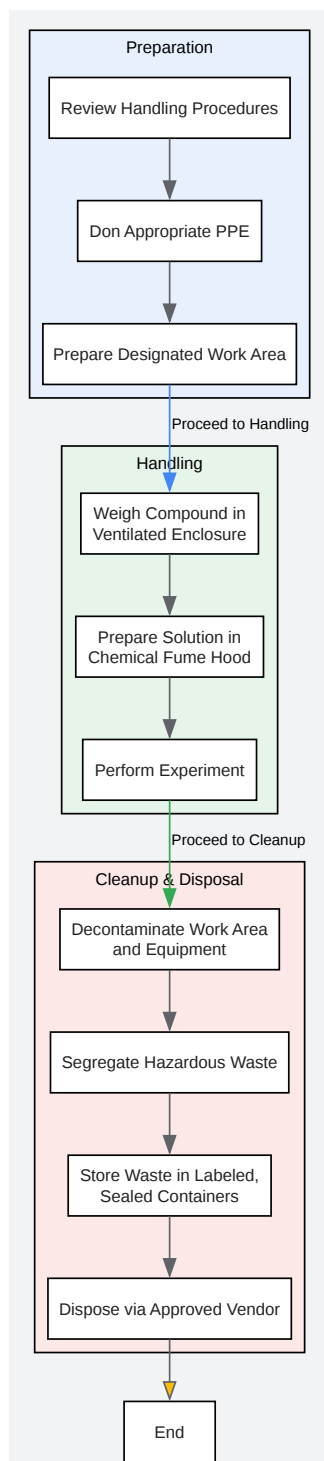 Preparation
Review Handling Procedures
Don Appropriate PPE
Prepare Designated Work Area
Proceed to Handling
Handling
Weigh Compound in
Ventilated Enclosure
Prepare Solution in
Chemical Fume Hood
Perform Experiment
Proceed to Cleanup
Cleanup & Disposal
Decontaminate Work Area
and Equipment
Segregate Hazardous Waste
Store Waste in Labeled,
Sealed Containers
Dispose via Approved Vendor
End